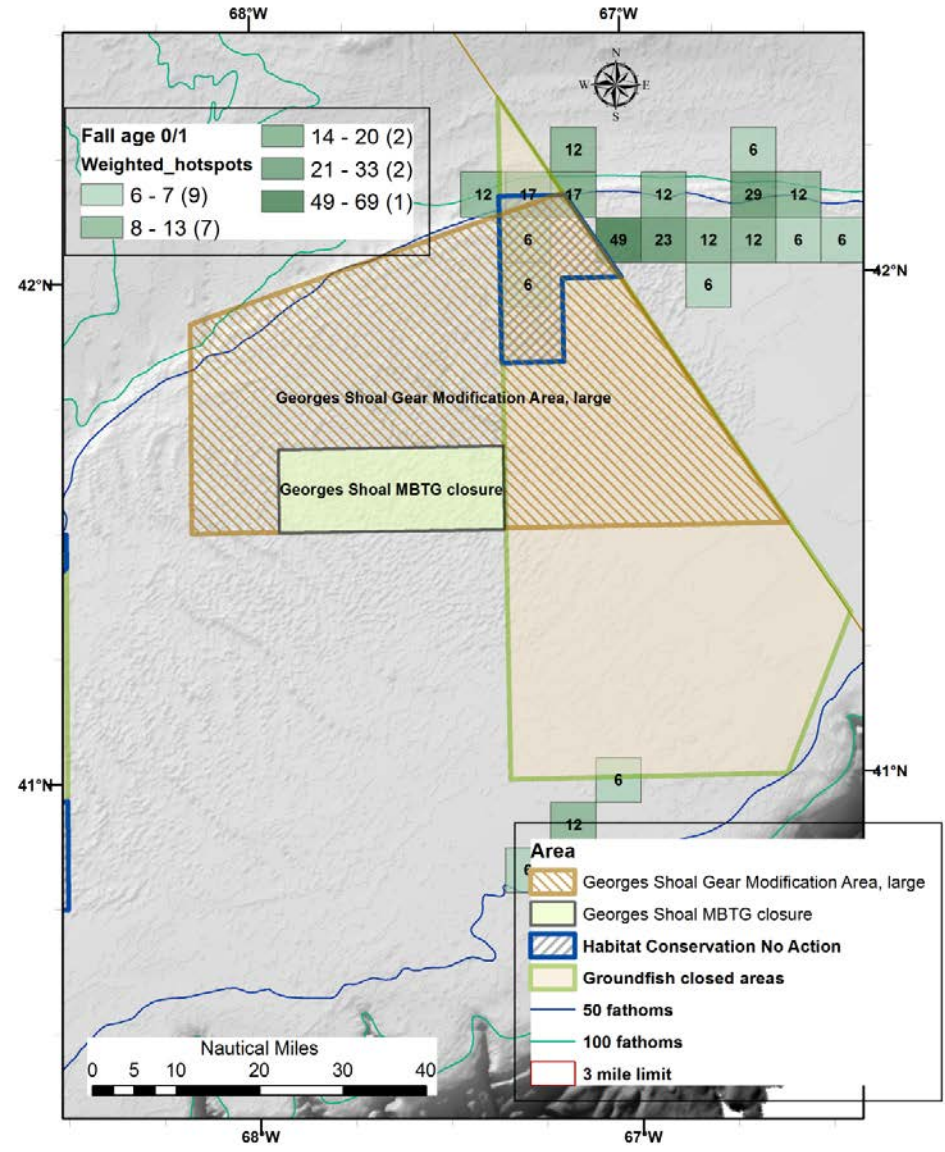 68°W 67°W
N
W E
S
Fall age 0/1
Weighted_hotspots
6 - 7 (9)
8 - 13 (7)
14 - 20 (2)
21 - 33 (2)
49 - 69 (1)
12 6
12 17 17 12 29 12
6 49 23 12 12 6 6
42°N 6 6 42°N
Georges Shoal Gear Modification Area, large
Georges Shoal MBTG closure
41°N 6 41°N
12
6
Area
Georges Shoal Gear Modification Area, large
Georges Shoal MBTG closure
Habitat Conservation No Action
Groundfish closed areas
50 fathoms
100 fathoms
3 mile limit
Nautical Miles
0 5 10 20 30 40
68°W 67°W